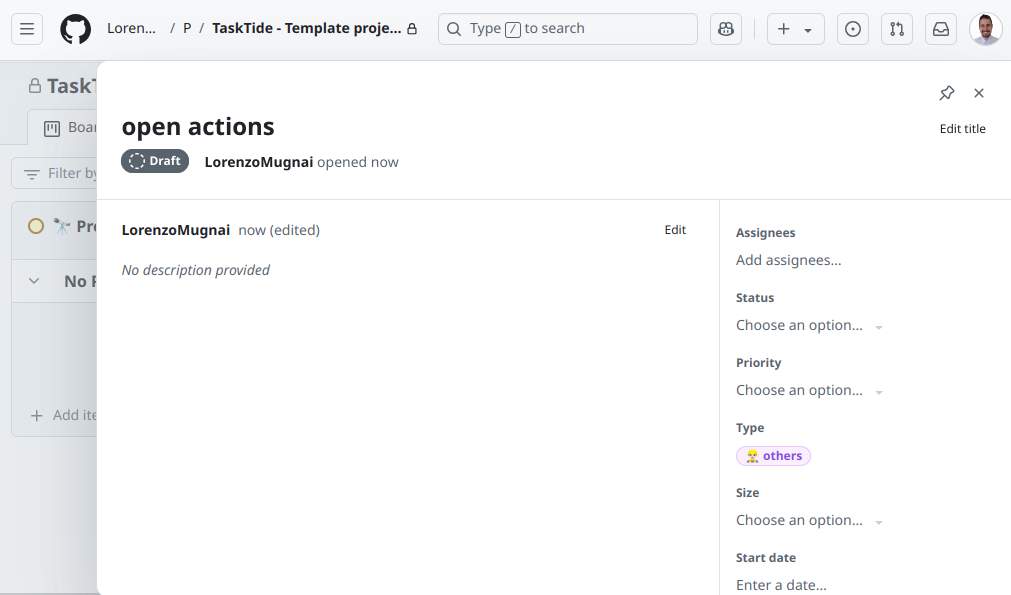 Loren... / P / TaskTide - Template proje...
Type / to search
TaskT
Boar
Filter by
Pro
No P
Add ite
open actions
Edit title
Draft LorenzoMugnai opened now
LorenzoMugnai now (edited) Edit
No description provided
Assignees
Add assignees...
Status
Choose an option...
Priority
Choose an option...
Type
others
Size
Choose an option...
Start date
Enter a date...